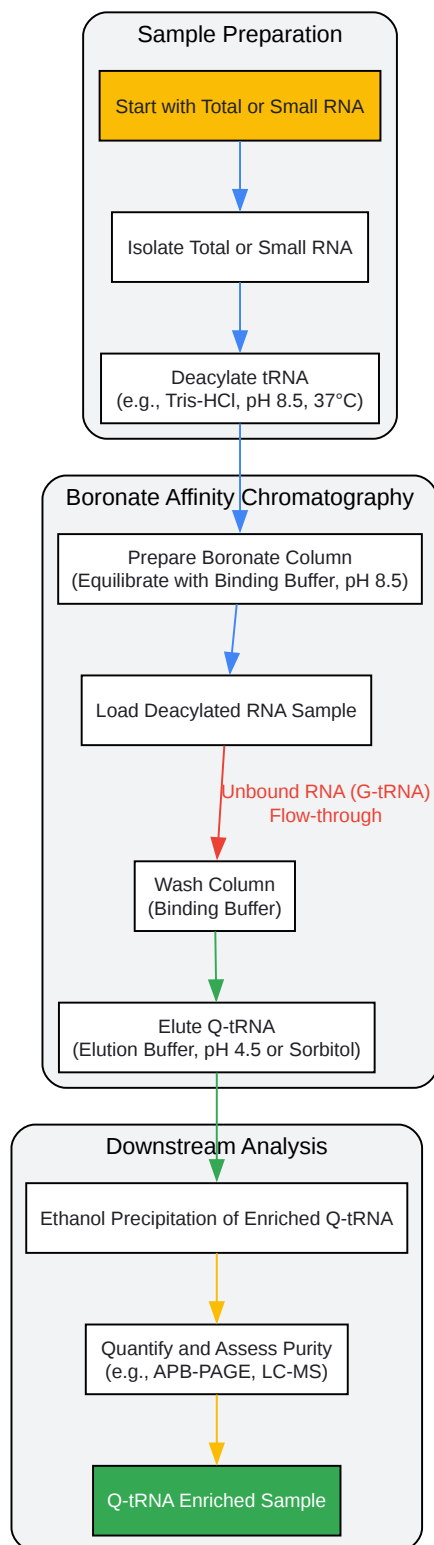 Sample Preparation
Start with Total or Small RNA
Isolate Total or Small RNA
Deacylate tRNA
(e.g., Tris-HCl, pH 8.5, 37°C)
Boronate Affinity Chromatography
Prepare Boronate Column
(Equilibrate with Binding Buffer, pH 8.5)
Load Deacylated RNA Sample
Unbound RNA (G-tRNA)
Flow-through
Wash Column
(Binding Buffer)
Elute Q-tRNA
(Elution Buffer, pH 4.5 or Sorbitol)
Downstream Analysis
Ethanol Precipitation of Enriched Q-tRNA
Quantify and Assess Purity
(e.g., APB-PAGE, LC-MS)
Q-tRNA Enriched Sample